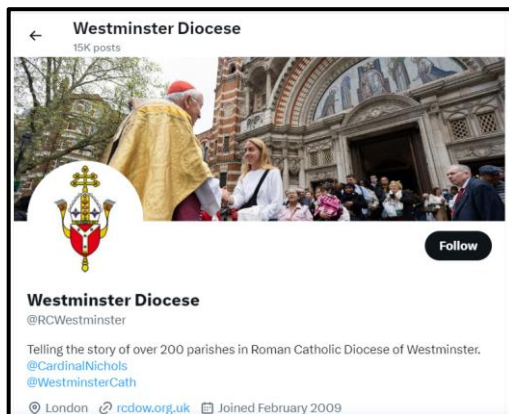 Westminster Diocese
15K posts
Follow
Westminster Diocese
@RCWestminster
Telling the story of over 200 parishes in Roman Catholic Diocese of Westminster.
@CardinalNichols
@WestminsterCath
London rcdow.org.uk Joined February 2009